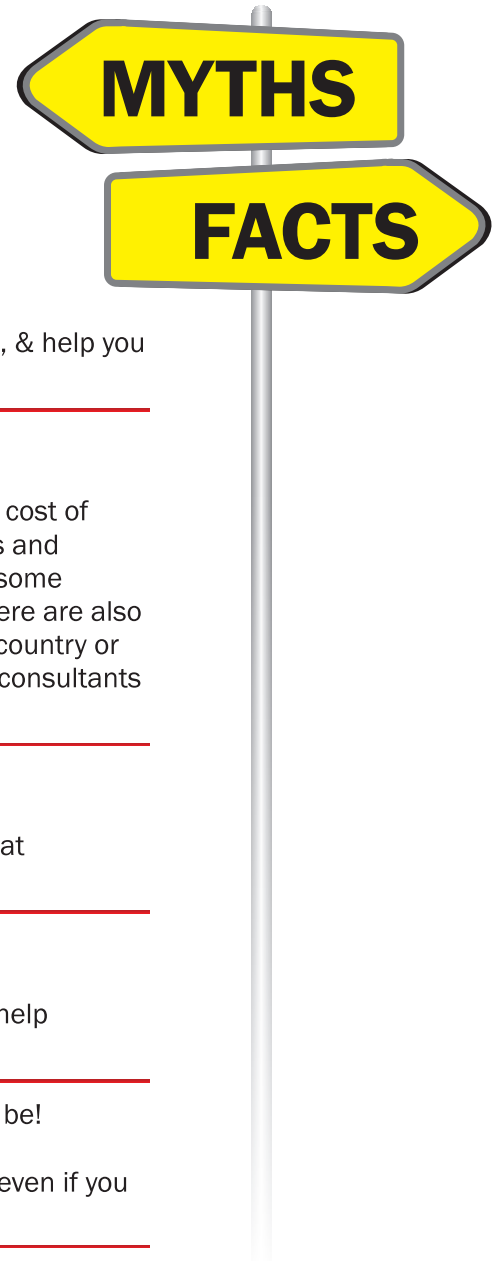 MYTHS
FACTS
, & help you
cost of
and
some
are also
country or
consultants
at
help
be!
even if you